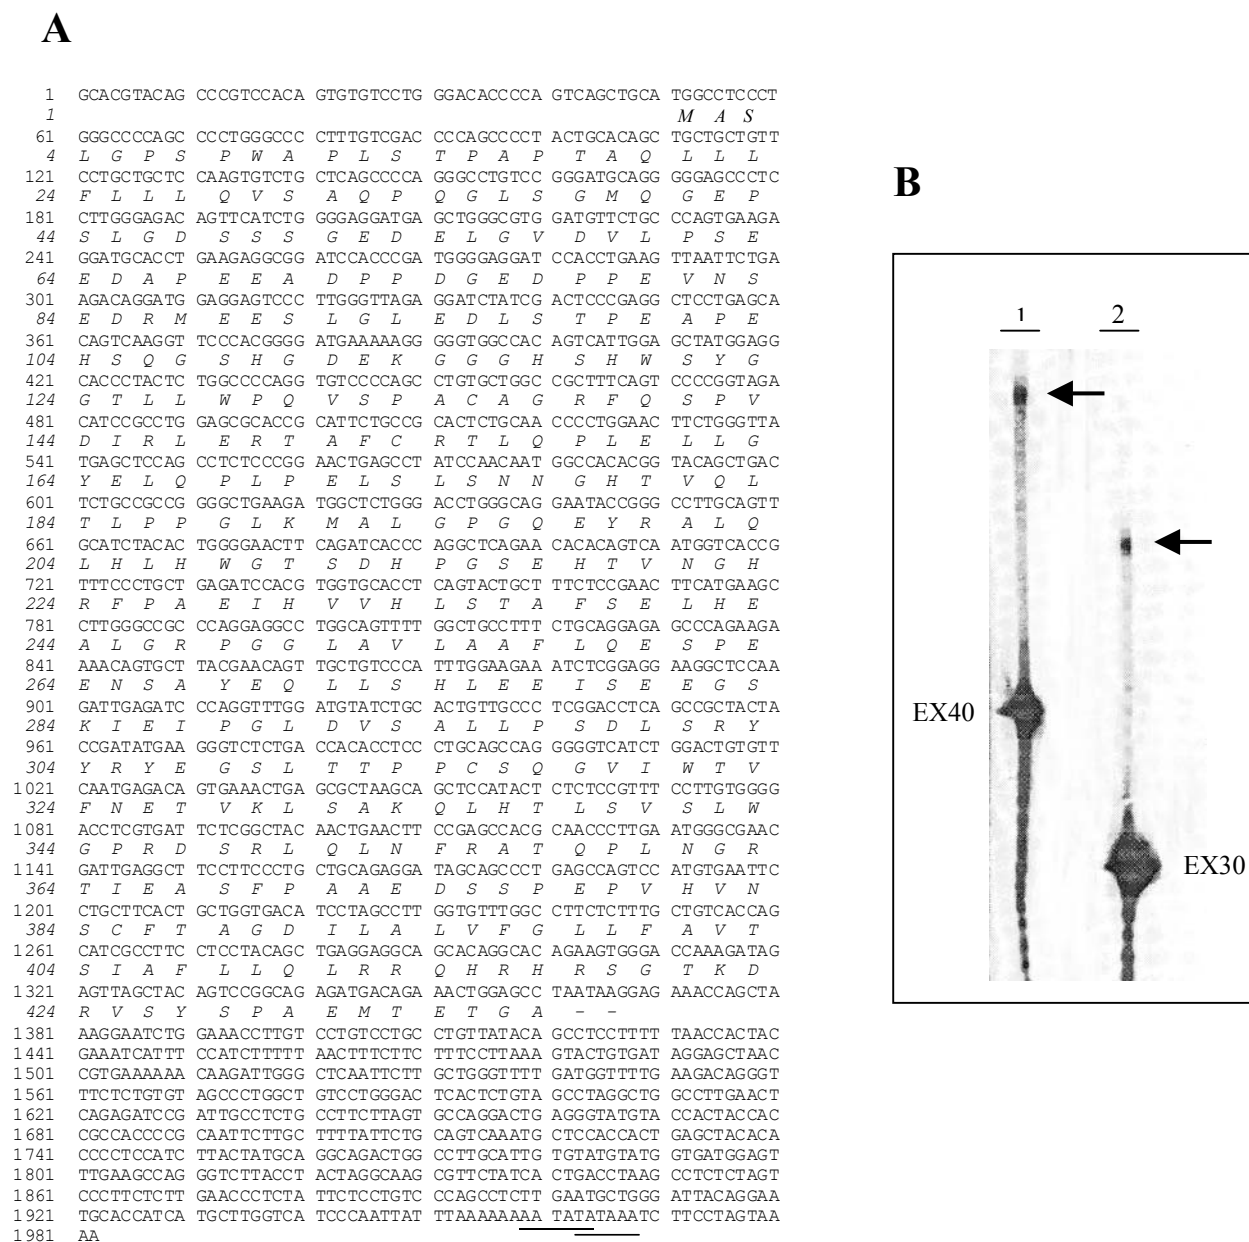 A
1 GCACGTACAG CCCGTCCACA GTGTGTCCTG GGACACCCCA GTCAGCTGCA TGGCCTCCCT
1 M A S
61 GGGCCCCAGC CCCTGGGCCC CTTTGTCGAC CCCAGCCCCT ACTGCACAGC TGCTGCTGTT
4 L G P S P W A P L S T P A P T A Q L L L
121 CCTGCTGCTC CAAGTGTCTG CTCAGCCCCA GGGCCTGTCC GGGATGCAGG GGGAGCCCTC
24 F L L L Q V S A Q P Q G L S G M Q G E P
181 CTTGGGAGAC AGTTCATCTG GGGAGGATGA GCTGGGCGTG GATGTTCTGC CCAGTGAAGA
44 S L G D S S S G E D E L G V D V L P S E
241 GGATGCACCT GAAGAGGCGG ATCCACCCGA TGGGGAGGAT CCACCTGAAG TTAATTCTGA
64 E D A P E E A D P P D G E D P P E V N S
301 AGACAGGATG GAGGAGTCCC TTGGGTTAGA GGATCTATCG ACTCCCGAGG CTCCTGAGCA
84 E D R M E E S L G L E D L S T P E A P E
361 CAGTCAAGGT TCCCACGGGG ATGAAAAAGG GGGTGGCCAC AGTCATTGGA GCTATGGAGG
104 H S Q G S H G D E K G G G H S H W S Y G
421 CACCCTACTC TGGCCCCAGG TGTCCCCAGC CTGTGCTGGC CGCTTTCAGT CCCCGGTAGA
124 G T L L W P Q V S P A C A G R F Q S P V
481 CATCCGCCTG GAGCGCACCG CATTCTGCCG CACTCTGCAA CCCCTGGAAC TTCTGGGTTA
144 D I R L E R T A F C R T L Q P L E L L G
541 TGAGCTCCAG CCTCTCCCGG AACTGAGCCT ATCCAACAAT GGCCACACGG TACAGCTGAC
164 Y E L Q P L P E L S L S N N G H T V Q L
601 TCTGCCGCCG GGGCTGAAGA TGGCTCTGGG ACCTGGGCAG GAATACCGGG CCTTGCAGTT
184 T L P P G L K M A L G P G Q E Y R A L Q
661 GCATCTACAC TGGGGAACTT CAGATCACCC AGGCTCAGAA CACACAGTCA ATGGTCACCG
204 L H L H W G T S D H P G S E H T V N G H
721 TTTCCCTGCT GAGATCCACG TGGTGCACCT CAGTACTGCT TTCTCCGAAC TTCATGAAGC
224 R F P A E I H V V H L S T A F S E L H E
781 CTTGGGCCGC CCAGGAGGCC TGGCAGTTTT GGCTGCCTTT CTGCAGGAGA GCCCAGAAGA
244 A L G R P G G L A V L A A F L Q E S P E
841 AAACAGTGCT TACGAACAGT TGCTGTCCCA TTTGGAAGAA ATCTCGGAGG AAGGCTCCAA
264 E N S A Y E Q L L S H L E E I S E E G S
901 GATTGAGATC CCAGGTTTGG ATGTATCTGC ACTGTTGCCC TCGGACCTCA GCCGCTACTA
284 K I E I P G L D V S A L L P S D L S R Y
961 CCGATATGAA GGGTCTCTGA CCACACCTCC CTGCAGCCAG GGGGTCATCT GGACTGTGTT
304 Y R Y E G S L T T P P C S Q G V I W T V
1021 CAATGAGACA GTGAAACTGA GCGCTAAGCA GCTCCATACT CTCTCCGTTT CCTTGTGGGG
324 F N E T V K L S A K Q L H T L S V S L W
1081 ACCTCGTGAT TCTCGGCTAC AACTGAACTT CCGAGCCACG CAACCCTTGA ATGGGCGAAC
344 G P R D S R L Q L N F R A T Q P L N G R
1141 GATTGAGGCT TCCTTCCCTG CTGCAGAGGA TAGCAGCCCT GAGCCAGTCC ATGTGAATTC
364 T I E A S F P A A E D S S P E P V H V N
1201 CTGCTTCACT GCTGGTGACA TCCTAGCCTT GGTGTTTGGC CTTCTCTTTG CTGTCACCAG
384 S C F T A G D I L A L V F G L L F A V T
1261 CATCGCCTTC CTCCTACAGC TGAGGAGGCA GCACAGGCAC AGAAGTGGGA CCAAAGATAG
404 S I A F L L Q L R R Q H R H R S G T K D
1321 AGTTAGCTAC AGTCCGGCAG AGATGACAGA AACTGGAGCC TAATAAGGAG AAACCAGCTA
424 R V S Y S P A E M T E T G A – –
1381 AAGGAATCTG GAAACCTTGT CCTGTCCTGC CTGTTATACA GCCTCCTTTT TAACCACTAC
1441 GAAATCATTT CCATCTTTTT AACTTTCTTC TTTCCTTAAA GTACTGTGAT AGGAGCTAAC
1501 CGTGAAAAAA CAAGATTGGG CTCAATTCTT GCTGGGTTTT GATGGTTTTG AAGACAGGGT
1561 TTCTCTGTGT AGCCCTGGCT GTCCTGGGAC TCACTCTGTA GCCTAGGCTG GCCTTGAACT
1621 CAGAGATCCG ATTGCCTCTG CCTTCTTAGT GCCAGGACTG AGGGTATGTA CCACTACCAC
1681 CGCCACCCCG CAATTCTTGC TTTTATTCTG CAGTCAAATG CTCCACCACT GAGCTACACA
1741 CCCCTCCATC TTACTATGCA GGCAGACTGG CCTTGCATTG TGTATGTATG GTGATGGAGT
1801 TTGAAGCCAG GGTCTTACCT ACTAGGCAAG CGTTCTATCA CTGACCTAAG CCTCTCTAGT
1861 CCCTTCTCTT GAACCCTCTA TTCTCCTGTC CCAGCCTCTT GAATGCTGGG ATTACAGGAA
1921 TGCACCATCA TGCTTGGTCA TCCCAATTAT TTAAAAAAAA ATATATAAATC TTCCTAGTAA
1981 AA
B
1 2
EX40
EX30